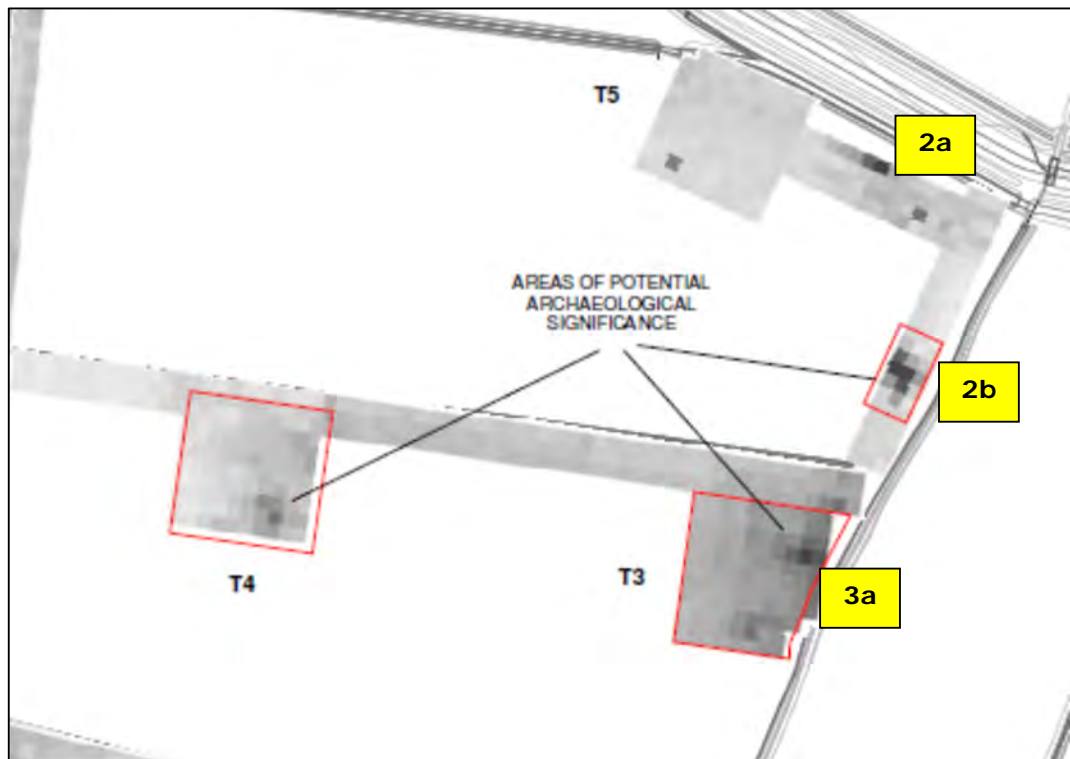 T5
2a
AREAS OF POTENTIAL
ARCHAEOLOGICAL
SIGNIFICANCE
2b
T4
T3
3a